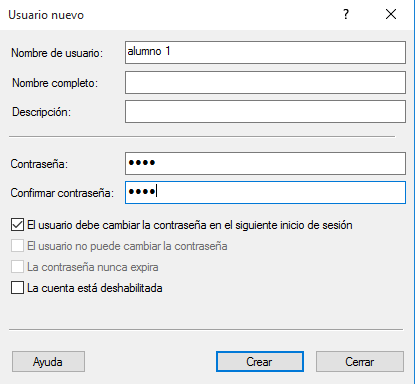 Usuario nuevo
?
Nombre de usuario: alumno 1
Nombre completo:
Descripción:
Contraseña: ●●●●
Confirmar contraseña: ●●●●
El usuario debe cambiar la contraseña en el siguiente inicio de sesión
El usuario no puede cambiar la contraseña
La contraseña nunca expira
La cuenta está deshabilitada
Ayuda Crear Cerrar